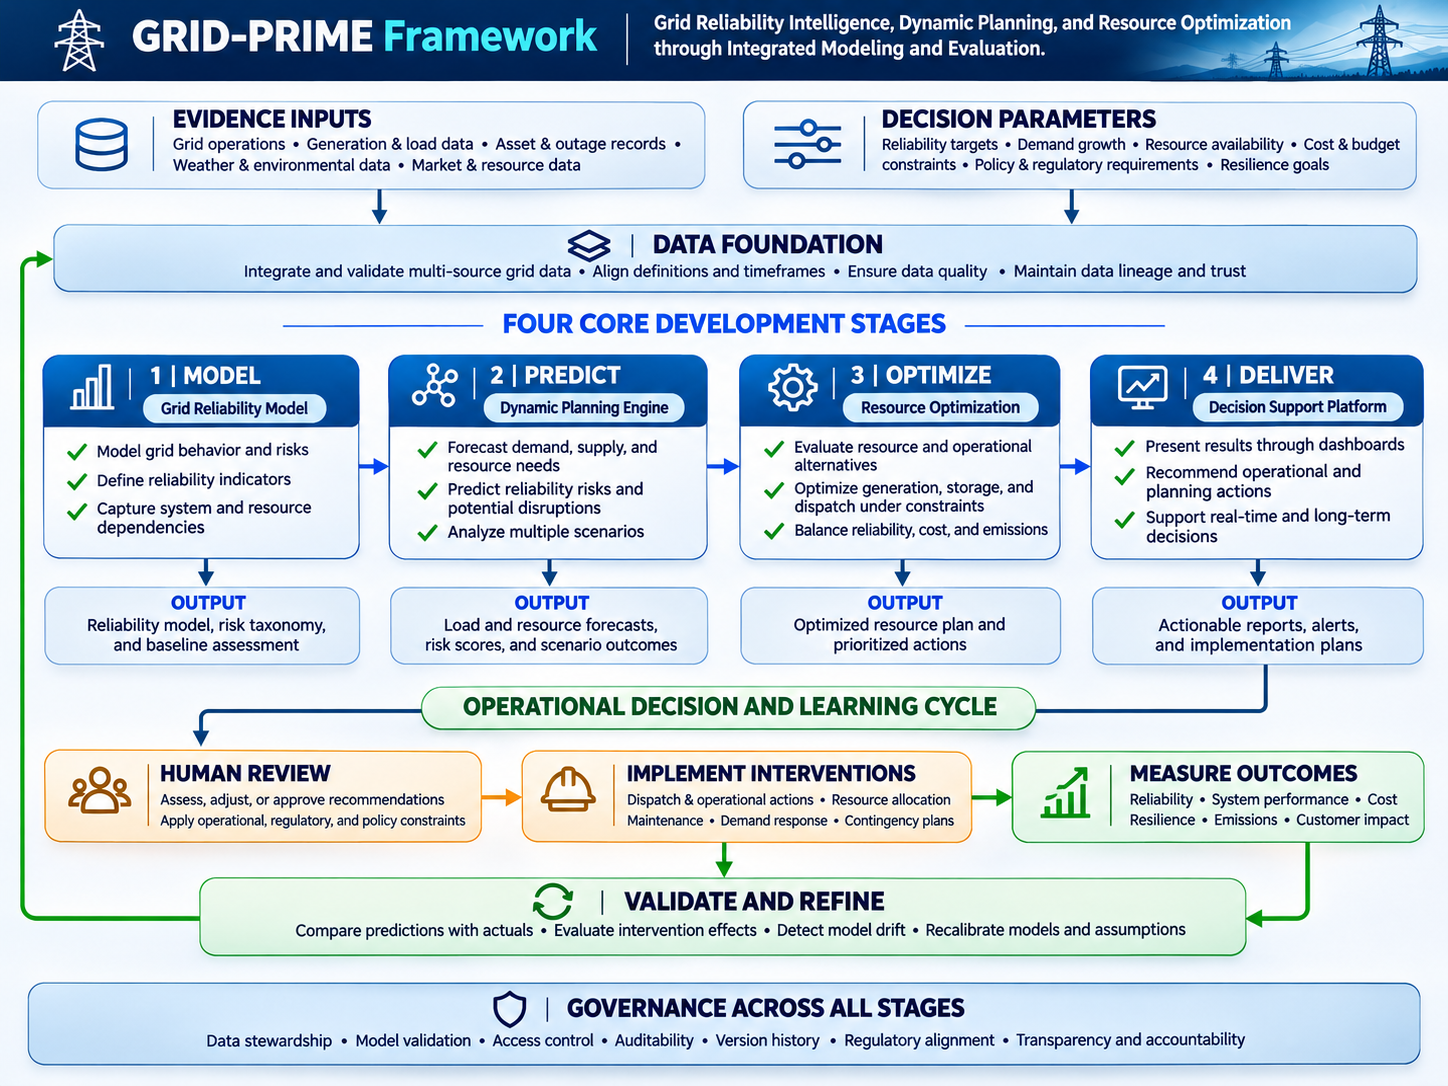 GRID-PRIME Framework
Grid Reliability Intelligence, Dynamic Planning, and Resource Optimization
through Integrated Modeling and Evaluation.
EVIDENCE INPUTS
Grid operations • Generation & load data • Asset & outage records •
Weather & environmental data • Market & resource data
DECISION PARAMETERS
Reliability targets • Demand growth • Resource availability • Cost & budget
constraints • Policy & regulatory requirements • Resilience goals
DATA FOUNDATION
Integrate and validate multi-source grid data • Align definitions and timeframes • Ensure data quality • Maintain data lineage and trust
FOUR CORE DEVELOPMENT STAGES
1 | MODEL
Grid Reliability Model
Model grid behavior and risks
Define reliability indicators
Capture system and resource
dependencies
OUTPUT
Reliability model, risk taxonomy,
and baseline assessment
2 | PREDICT
Dynamic Planning Engine
Forecast demand, supply, and
resource needs
Predict reliability risks and
potential disruptions
Analyze multiple scenarios
OUTPUT
Load and resource forecasts,
risk scores, and scenario outcomes
3 | OPTIMIZE
Resource Optimization
Evaluate resource and operational
alternatives
Optimize generation, storage, and
dispatch under constraints
Balance reliability, cost, and emissions
OUTPUT
Optimized resource plan and
prioritized actions
4 | DELIVER
Decision Support Platform
Present results through dashboards
Recommend operational and
planning actions
Support real-time and long-term
decisions
OUTPUT
Actionable reports, alerts,
and implementation plans
OPERATIONAL DECISION AND LEARNING CYCLE
HUMAN REVIEW
Assess, adjust, or approve recommendations
Apply operational, regulatory, and policy constraints
IMPLEMENT INTERVENTIONS
Dispatch & operational actions • Resource allocation
Maintenance • Demand response • Contingency plans
MEASURE OUTCOMES
Reliability • System performance • Cost
Resilience • Emissions • Customer impact
VALIDATE AND REFINE
Compare predictions with actuals • Evaluate intervention effects • Detect model drift • Recalibrate models and assumptions
GOVERNANCE ACROSS ALL STAGES
Data stewardship • Model validation • Access control • Auditability • Version history • Regulatory alignment • Transparency and accountability